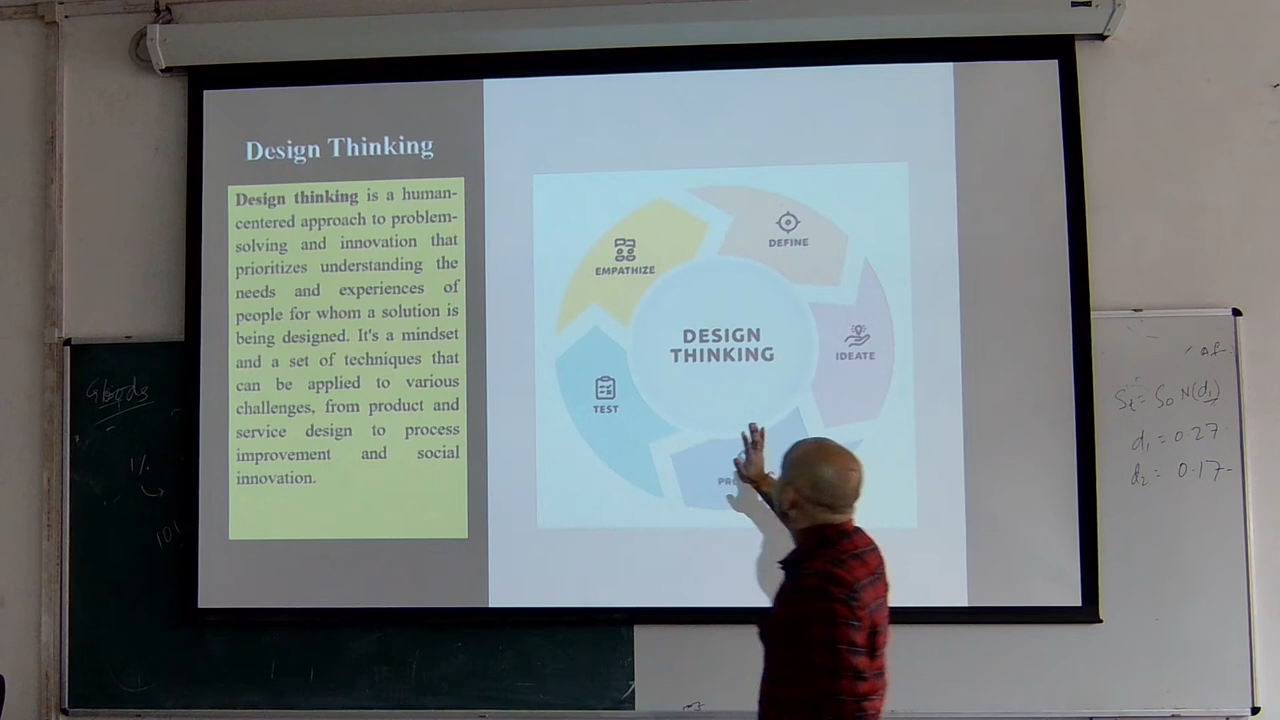 Design Thinking
Design thinking is a human-
centered approach to problem-
solving and innovation that
prioritizes understanding the
needs and experiences of
people for whom a solution is
being designed. It's a mindset
and a set of techniques that
can be applied to various
challenges, from product and
service design to process
improvement and social
innovation.
DEFINE
EMPATHIZE
DESIGN
THINKING
IDEATE
TEST
PRO
Goods
1%
101
St = S0 N(d1)
d1 = 0.27
d2 = 0.17